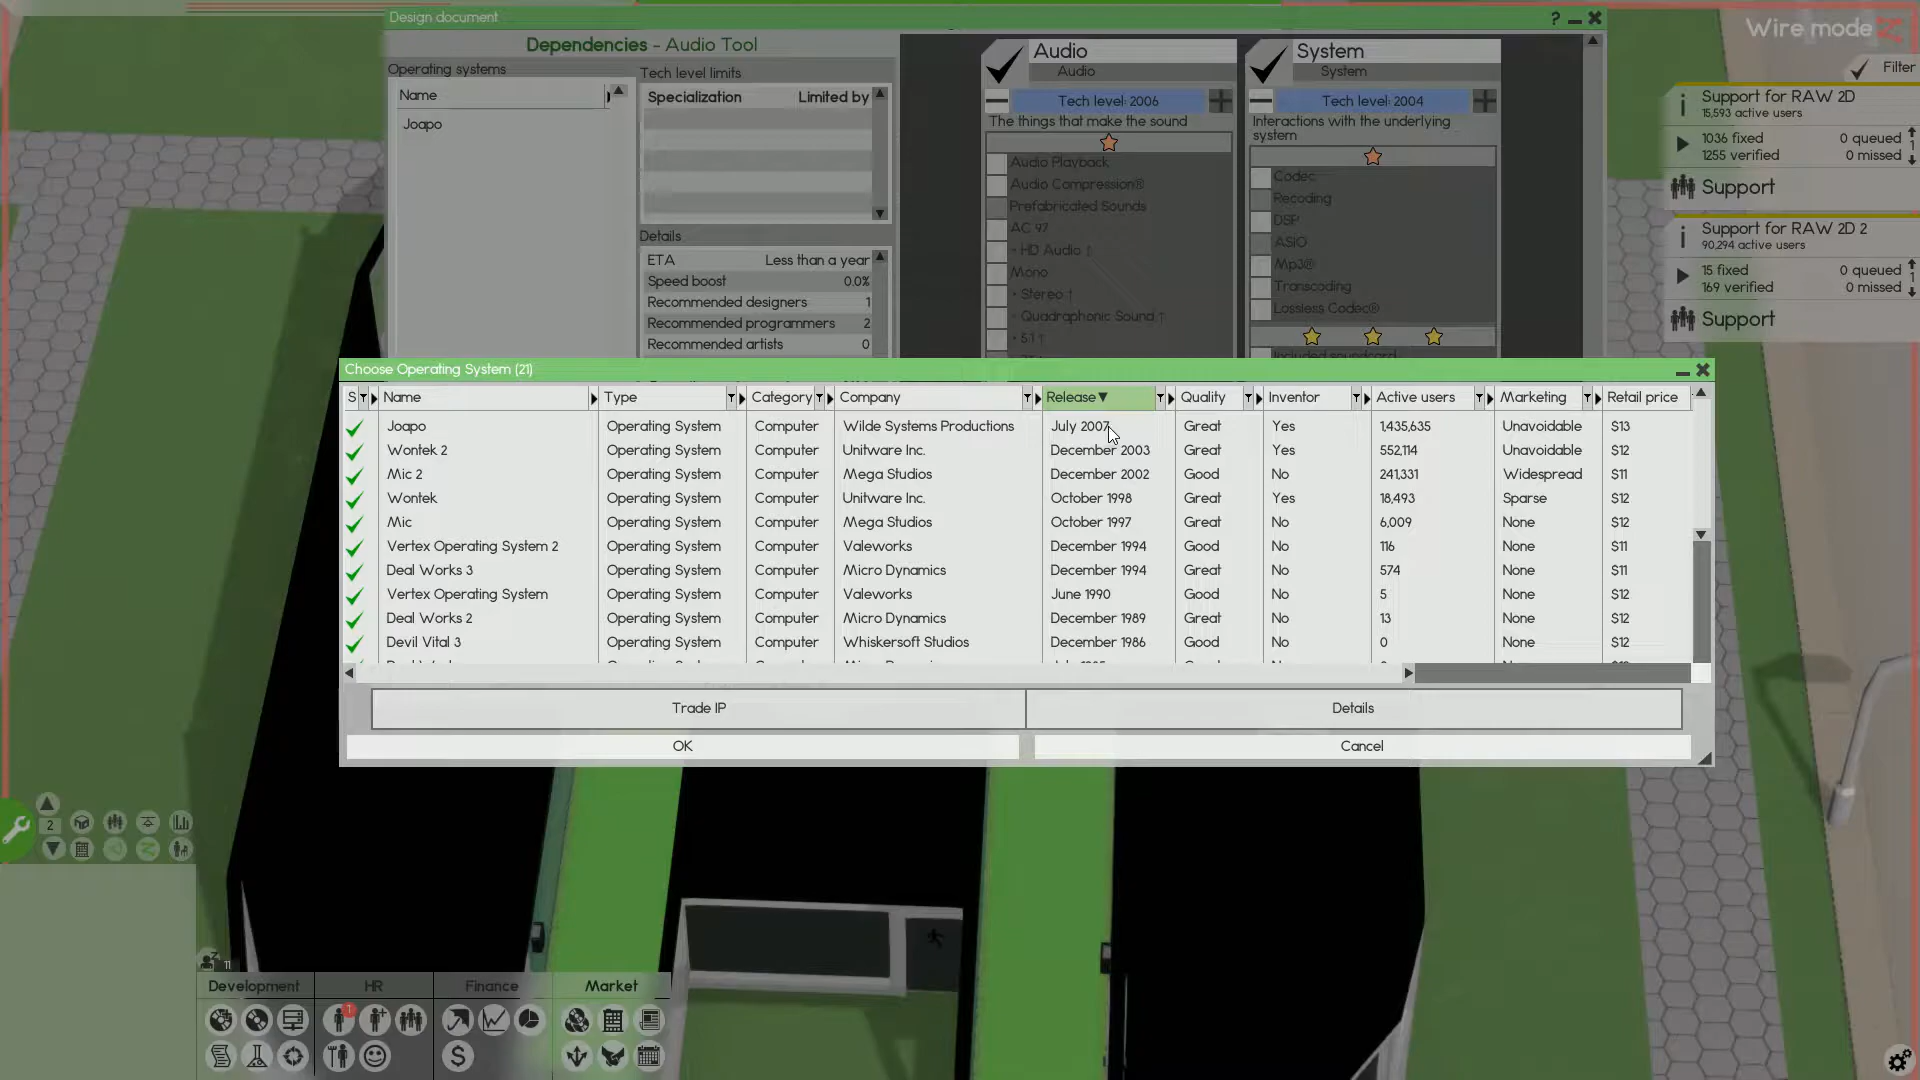 Design document
?
Wire mode
Filter
Dependencies - Audio Tool
Operating systems
Name
Joapo
Tech level limits
Specialization Limited by
Details
ETA Less than a year
Speed boost 0.0%
Recommended designers 1
Recommended programmers 2
Recommended artists 0
Audio
Audio
Tech level: 2006
The things that make the sound
Audio Playback
Audio Compression®
Prefabricated Sounds
AC 97
- HD Audio ↑
Mono
• Stereo ↑
- Quadraphonic Sound ↑
• 5.1 ↑
System
System
Tech level: 2004
Interactions with the underlying
system
Codec
Recoding
DSP
ASIO
Mp3®
Transcoding
Lossless Codec®
Included soundcard
Support for RAW 2D
15,593 active users
1036 fixed 0 queued
1255 verified 0 missed
1
Support
Support for RAW 2D 2
90,294 active users
15 fixed 0 queued
169 verified 0 missed
1
Support
Choose Operating System (21)
S Name Type Category Company Release▼ Quality Inventor Active users Marketing Retail price
Joapo Operating System Computer Wilde Systems Productions July 2007 Great Yes 1,435,635 Unavoidable $13
Wontek 2 Operating System Computer Unitware Inc. December 2003 Great Yes 552,114 Unavoidable $12
Mic 2 Operating System Computer Mega Studios December 2002 Good No 241,331 Widespread $11
Wontek Operating System Computer Unitware Inc. October 1998 Great Yes 18,493 Sparse $12
Mic Operating System Computer Mega Studios October 1997 Great No 6,009 None $12
Vertex Operating System 2 Operating System Computer Valeworks December 1994 Good No 116 None $11
Deal Works 3 Operating System Computer Micro Dynamics December 1994 Great No 574 None $11
Vertex Operating System Operating System Computer Valeworks June 1990 Good No 5 None $12
Deal Works 2 Operating System Computer Micro Dynamics December 1989 Great No 13 None $12
Devil Vital 3 Operating System Computer Whiskersoft Studios December 1986 Good No 0 None $12
Trade IP Details
OK Cancel
2
11
Development HR Finance Market
1